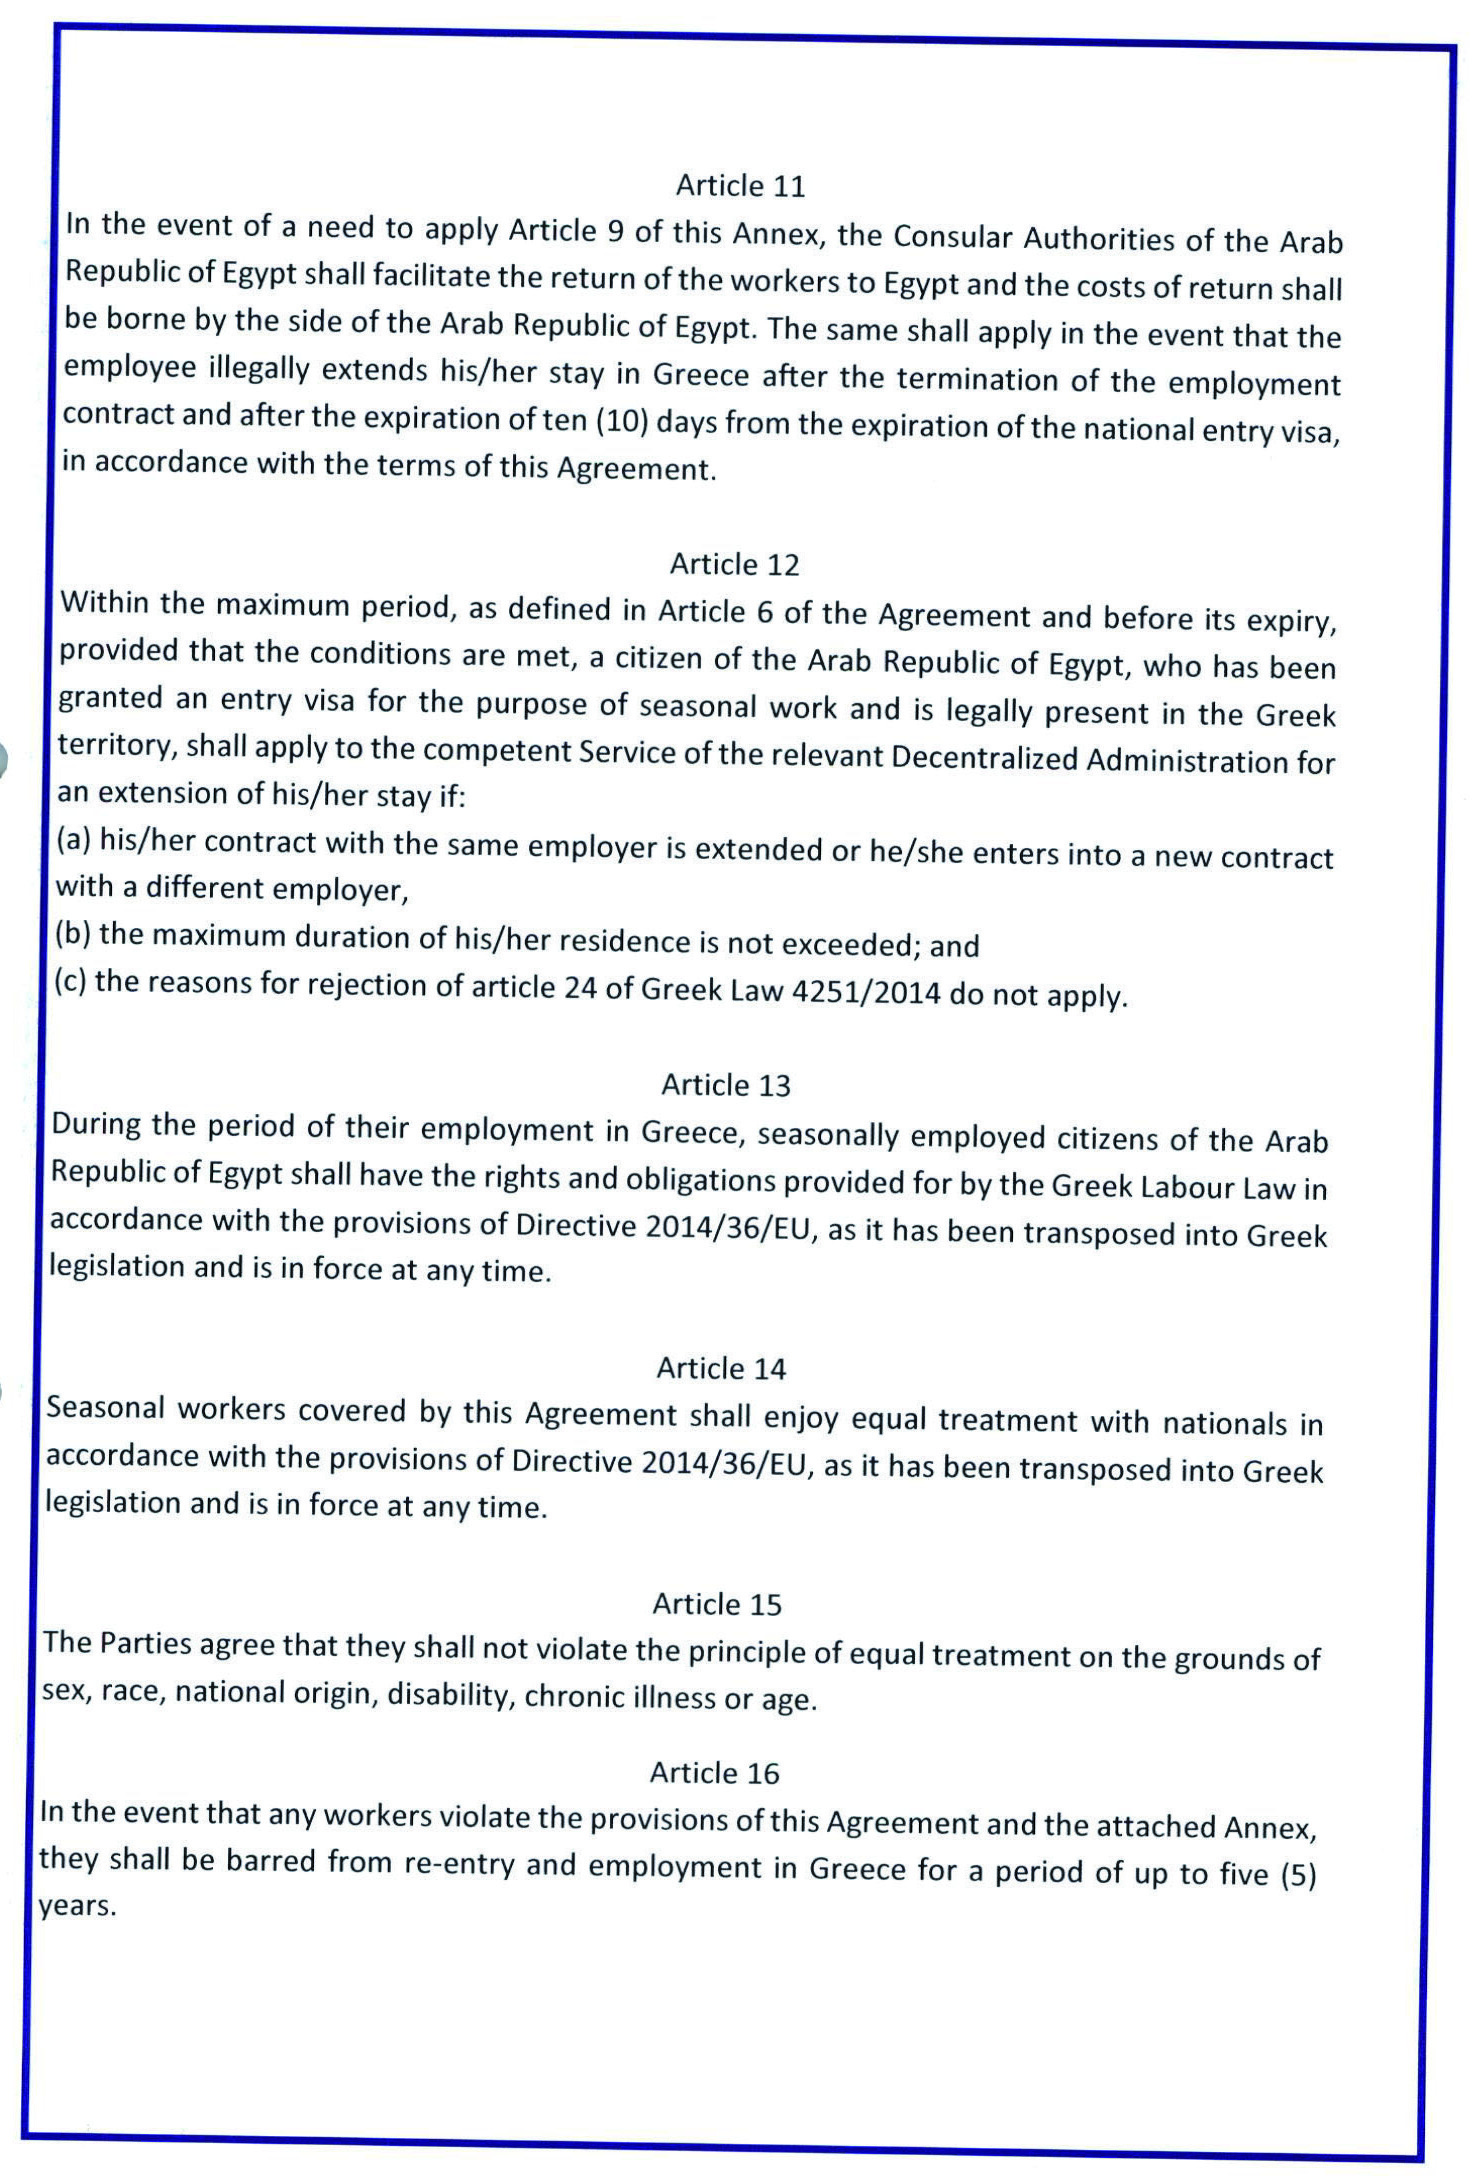 Article 11
In the event of a need to apply Article 9 of this Annex, the Consular Authorities of the Arab
Republic of Egypt shall facilitate the return of the workers to Egypt and the costs of return shall
be borne by the side of the Arab Republic of Egypt. The same shall apply in the event that the
employee illegally extends his/her stay in Greece after the termination of the employment
contract and after the expiration of ten (10) days from the expiration of the national entry visa,
in accordance with the terms of this Agreement.
Article 12
Within the maximum period, as defined in Article 6 of the Agreement and before its expiry,
provided that the conditions are met, a citizen of the Arab Republic of Egypt, who has been
granted an entry visa for the purpose of seasonal work and is legally present in the Greek
territory, shall apply to the competent Service of the relevant Decentralized Administration for
an extension of his/her stay if:
(a) his/her contract with the same employer is extended or he/she enters into a new contract
with a different employer,
(b) the maximum duration of his/her residence is not exceeded; and
(c) the reasons for rejection of article 24 of Greek Law 4251/2014 do not apply.
Article 13
During the period of their employment in Greece, seasonally employed citizens of the Arab
Republic of Egypt shall have the rights and obligations provided for by the Greek Labour Law in
accordance with the provisions of Directive 2014/36/EU, as it has been transposed into Greek
legislation and is in force at any time.
Article 14
Seasonal workers covered by this Agreement shall enjoy equal treatment with nationals in
accordance with the provisions of Directive 2014/36/EU, as it has been transposed into Greek
legislation and is in force at any time.
Article 15
The Parties agree that they shall not violate the principle of equal treatment on the grounds of
sex, race, national origin, disability, chronic illness or age.
Article 16
In the event that any workers violate the provisions of this Agreement and the attached Annex,
they shall be barred from re-entry and employment in Greece for a period of up to five (5)
years.